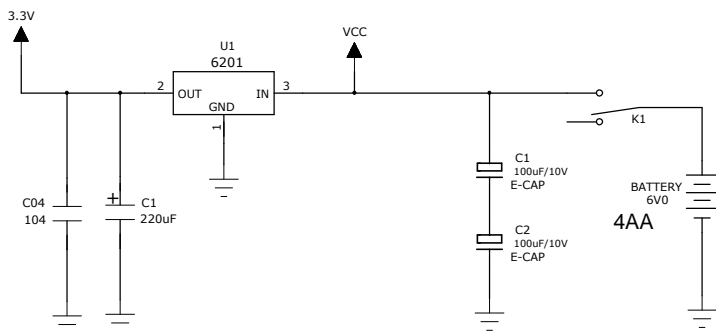 3.3V
U1
6201
VCC
2
OUT
IN
3
GND
1
K1
C04
104
C1
220uF
+
C1
100uF/10V
E-CAP
C2
100uF/10V
E-CAP
BATTERY
6V0
4AA